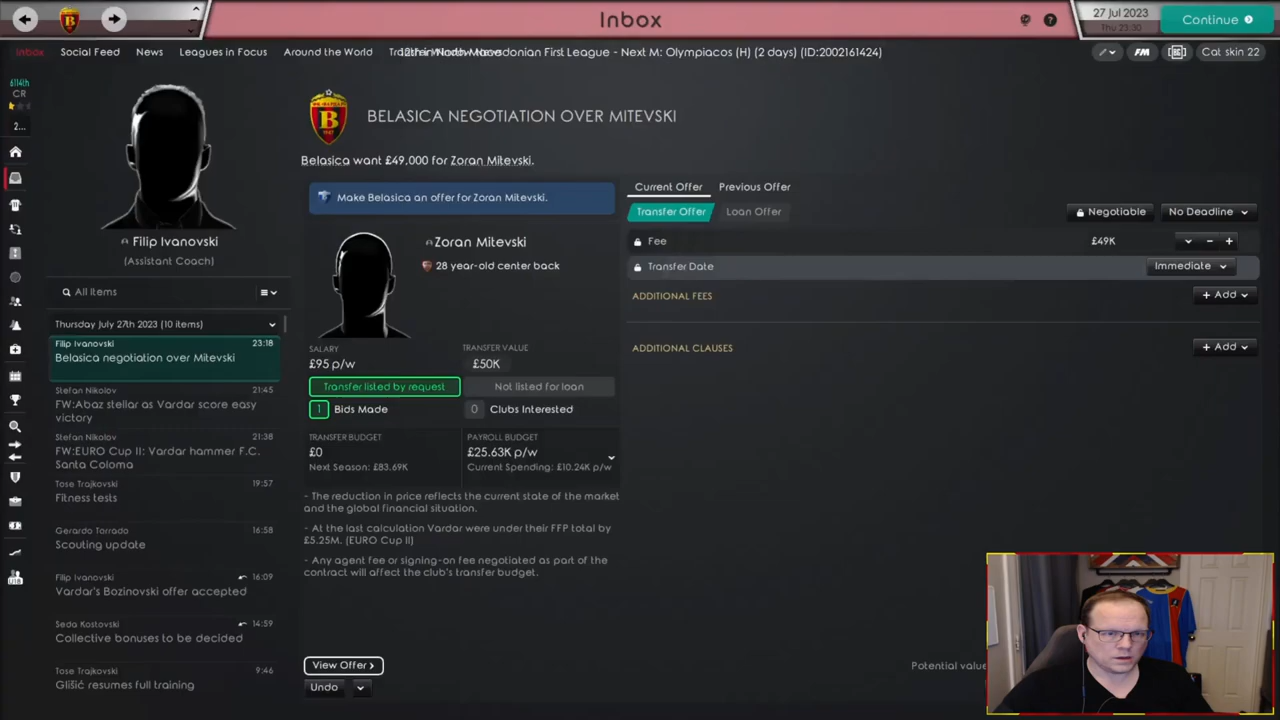 Inbox
27 Jul 2023
Thu 23:30
Continue
Inbox
Social Feed
News
Leagues in Focus
Around the World
12th in North Macedonian First League - Next M: Olympiacos (H) (2 days) (ID:2002161424)
FM
Cat skin 22
6114th
CR
2...
Filip Ivanovski
(Assistant Coach)
All Items
Thursday July 27th 2023 (10 items)
Filip Ivanovski 23:18
Belasica negotiation over Mitevski
Stefan Nikolov 21:45
FW:Abaz stellar as Vardar score easy
victory
Stefan Nikolov 21:38
FW:EURO Cup II: Vardar hammer F.C.
Santa Coloma
Tose Trajkovski 19:57
Fitness tests
Gerardo Torrado 16:58
Scouting update
Filip Ivanovski 16:09
Vardar's Bozinovski offer accepted
Seda Kostovski 14:59
Collective bonuses to be decided
Tose Trajkovski 9:46
Glišić resumes full training
BELASICA NEGOTIATION OVER MITEVSKI
Belasica want £49,000 for Zoran Mitevski.
Make Belasica an offer for Zoran Mitevski.
Zoran Mitevski
28 year-old center back
SALARY
£95 p/w
TRANSFER VALUE
£50K
Transfer listed by request
Not listed for loan
1 Bids Made
0 Clubs Interested
TRANSFER BUDGET
£0
Next Season: £83.69K
PAYROLL BUDGET
£25.63K p/w
Current Spending: £10.24K p/w
- The reduction in price reflects the current state of the market
and the global financial situation.
- At the last calculation Vardar were under their FFP total by
£5.25M. (EURO Cup II)
- Any agent fee or signing-on fee negotiated as part of the
contract will affect the club's transfer budget.
View Offer
Undo
Current Offer
Previous Offer
Transfer Offer
Loan Offer
Negotiable
No Deadline
Fee £49K
Transfer Date Immediate
ADDITIONAL FEES + Add
ADDITIONAL CLAUSES + Add
Potential value